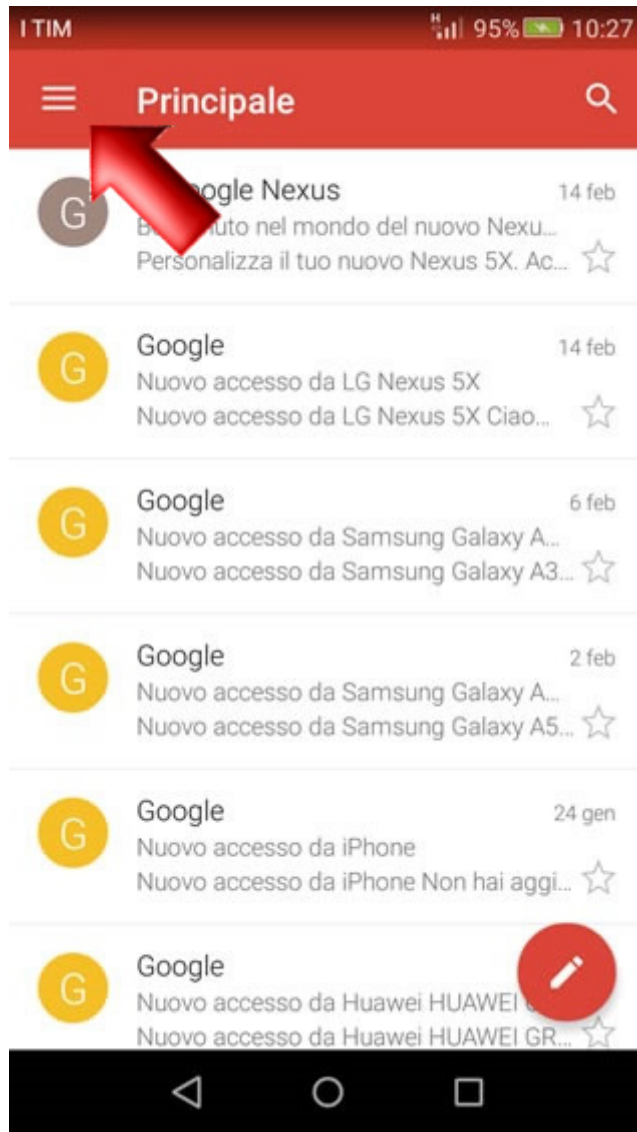 I TIM H 95% 10:27
Principale
G
Google Nexus 14 feb
nel mondo del nuovo Nexu...
Personalizza il tuo nuovo Nexus 5X. Ac...
G
Google 14 feb
Nuovo accesso da LG Nexus 5X
Nuovo accesso da LG Nexus 5X Ciao...
G
Google 6 feb
Nuovo accesso da Samsung Galaxy A...
Nuovo accesso da Samsung Galaxy A3...
G
Google 2 feb
Nuovo accesso da Samsung Galaxy A...
Nuovo accesso da Samsung Galaxy A5...
G
Google 24 gen
Nuovo accesso da iPhone
Nuovo accesso da iPhone Non hai aggi...
G
Google
Nuovo accesso da Huawei HUAWEI
Nuovo accesso da Huawei HUAWEI GR...